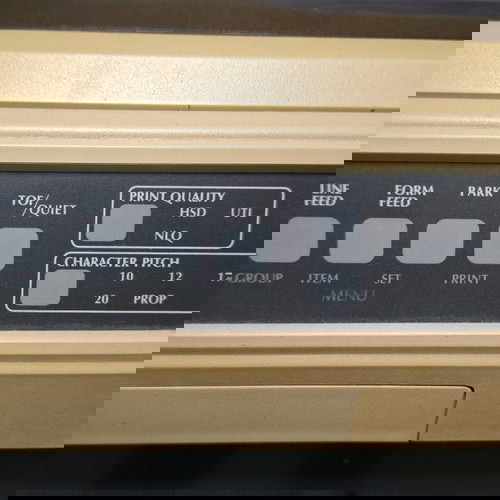 TOF/
/QUIET
PRINT QUALITY
HSD UTL
NLQ
CHARACTER PITCH
10 12 17
20 PROP
LINE
FEED
FORM
FEED
PARK
GROUP ITEM SET PRINT
MENU